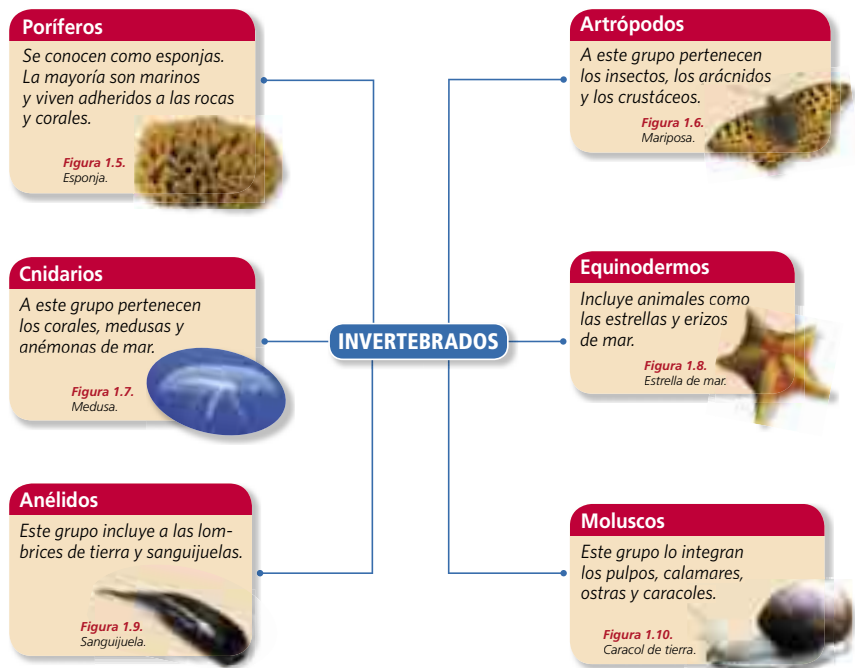 Poríferos
Se conocen como esponjas.
La mayoría son marinos
y viven adheridos a las rocas
y corales.
Figura 1.5.
Esponja.
Artrópodos
A este grupo pertenecen
los insectos, los arácnidos
y los crustáceos.
Figura 1.6.
Mariposa.
Cnidarios
A este grupo pertenecen
los corales, medusas y
anémonas de mar.
Figura 1.7.
Medusa.
INVERTEBRADOS
Equinodermos
Incluye animales como
las estrellas y erizos
de mar.
Figura 1.8.
Estrella de mar.
Anélidos
Este grupo incluye a las lom-
brices de tierra y sanguijuelas.
Figura 1.9.
Sanguijuela.
Moluscos
Este grupo lo integran
los pulpos, calamares,
ostras y caracoles.
Figura 1.10.
Caracol de tierra.